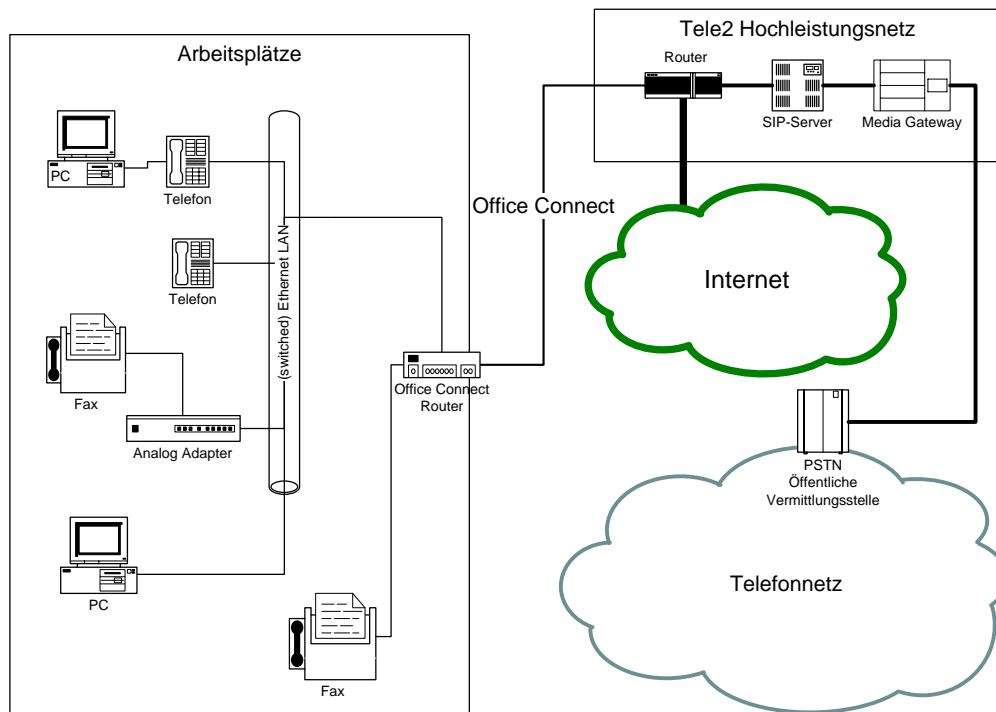 Arbeitsplätze
PC
Telefon
Telefon
(switched) Ethernet LAN
Fax
Analog Adapter
PC
Fax
Office Connect
Router
Office Connect
Tele2 Hochleistungsnetz
Router
SIP-Server
Media Gateway
Internet
PSTN
Öffentliche
Vermittlungsstelle
Telefonnetz